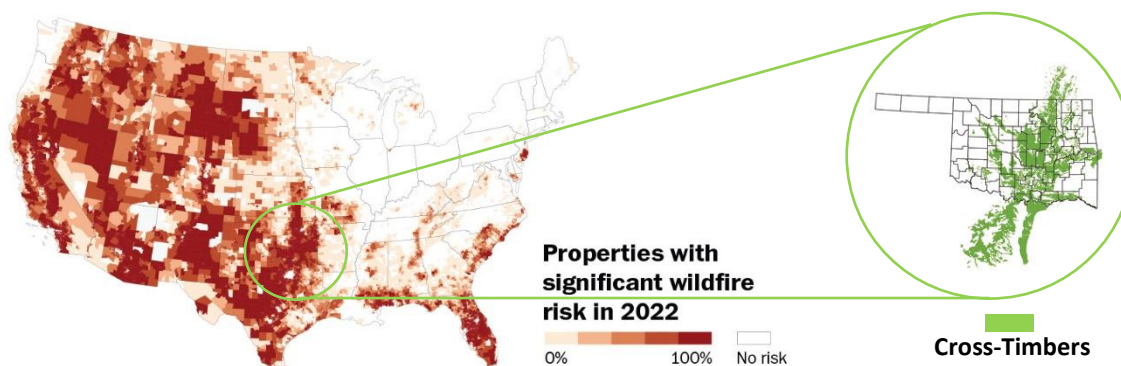 Properties with
significant wildfire
risk in 2022
0% 100% No risk
Cross-Timbers